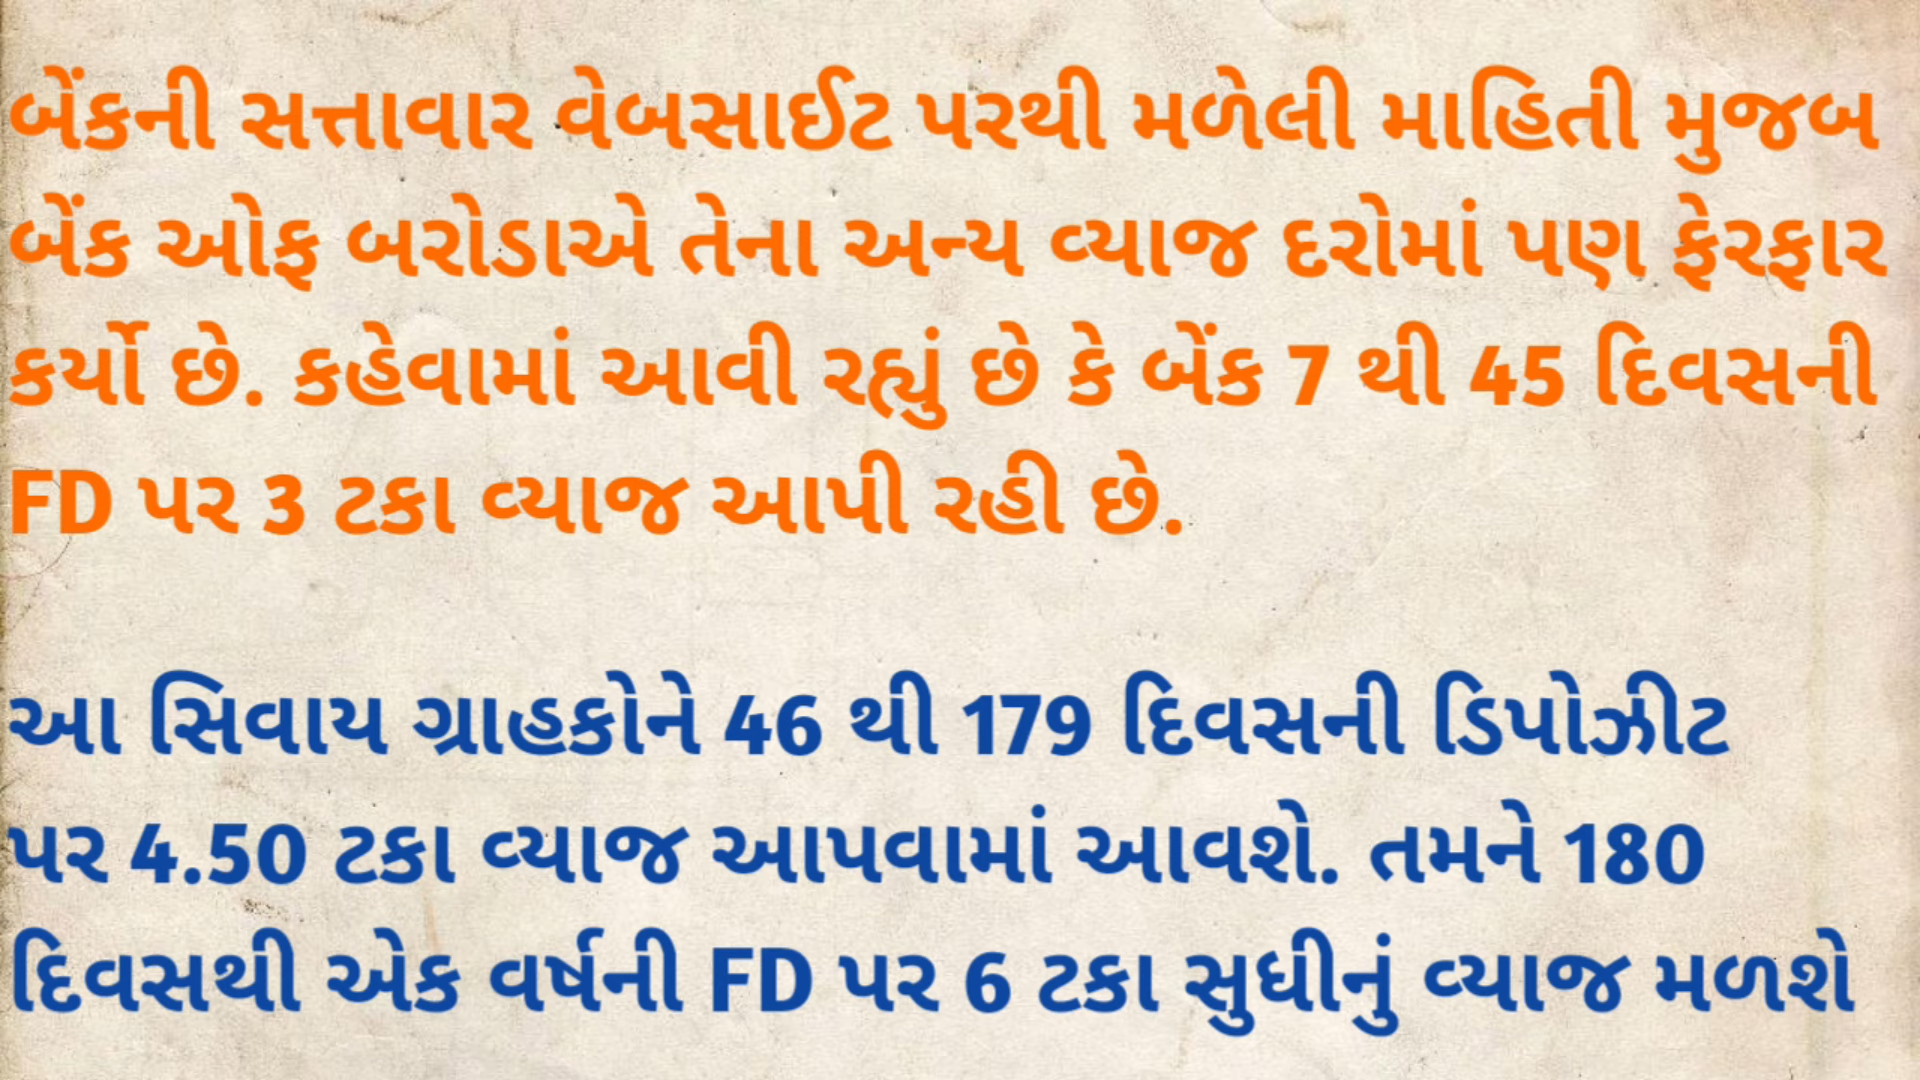 બેંકની સત્તાવાર વેબસાઈટ પરથી મળેલી માહિતી મુજબ
બેંક ઓફ બરોડાએ તેના અન્ય વ્યાજ દરોમાં પણ ફેરફાર
કર્યો છે. કહેવામાં આવી રહ્યું છે કે બેંક 7 થી 45 દિવસની
FD પર 3 ટકા વ્યાજ આપી રહી છે.
આ સિવાય ગ્રાહકોને 46 થી 179 દિવસની ડિપોઝીટ
પર 4.50 ટકા વ્યાજ આપવામાં આવશે. તમને 180
દિવસથી એક વર્ષની FD પર 6 ટકા સુધીનું વ્યાજ મળશે